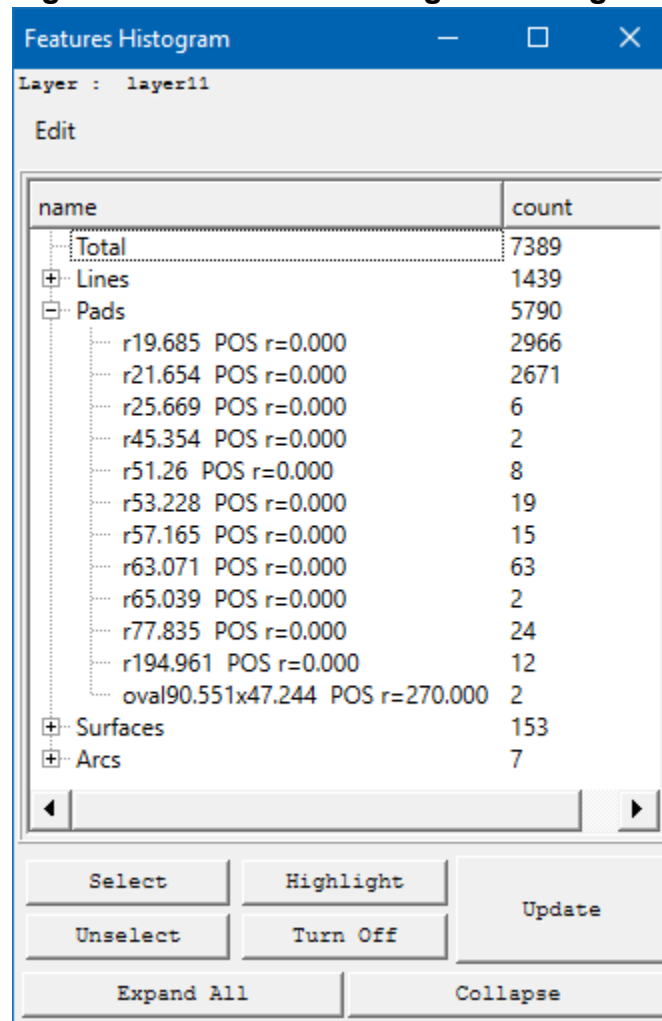 Features Histogram
Layer : layer11
Edit
name count
Total 7389
Lines 1439
Pads 5790
r19.685 POS r=0.000 2966
r21.654 POS r=0.000 2671
r25.669 POS r=0.000 6
r45.354 POS r=0.000 2
r51.26 POS r=0.000 8
r53.228 POS r=0.000 19
r57.165 POS r=0.000 15
r63.071 POS r=0.000 63
r65.039 POS r=0.000 2
r77.835 POS r=0.000 24
r194.961 POS r=0.000 12
oval90.551x47.244 POS r=270.000 2
Surfaces 153
Arcs 7
Select Highlight
Update
Unselect Turn Off
Expand All Collapse